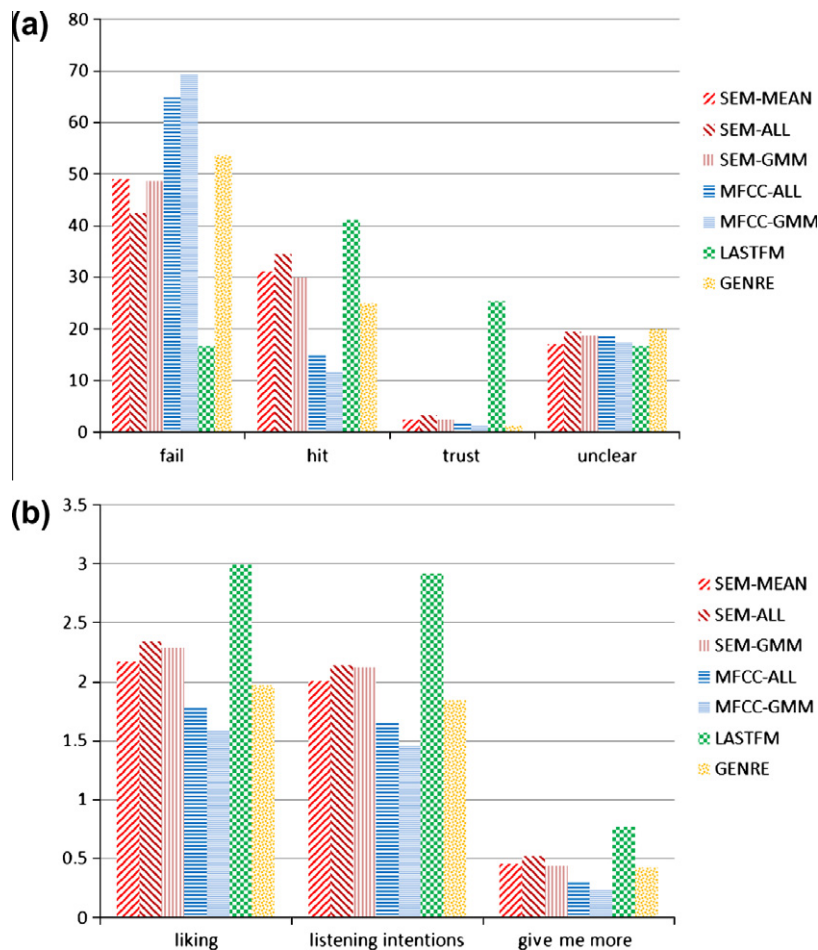 (a)
80
70
60
50
40
30
20
10
0
fail hit trust unclear
SEM-MEAN
SEM-ALL
SEM-GMM
MFCC-ALL
MFCC-GMM
LASTFM
GENRE
(b)
3.5
3
2.5
2
1.5
1
0.5
0
liking listening intentions give me more
SEM-MEAN
SEM-ALL
SEM-GMM
MFCC-ALL
MFCC-GMM
LASTFM
GENRE